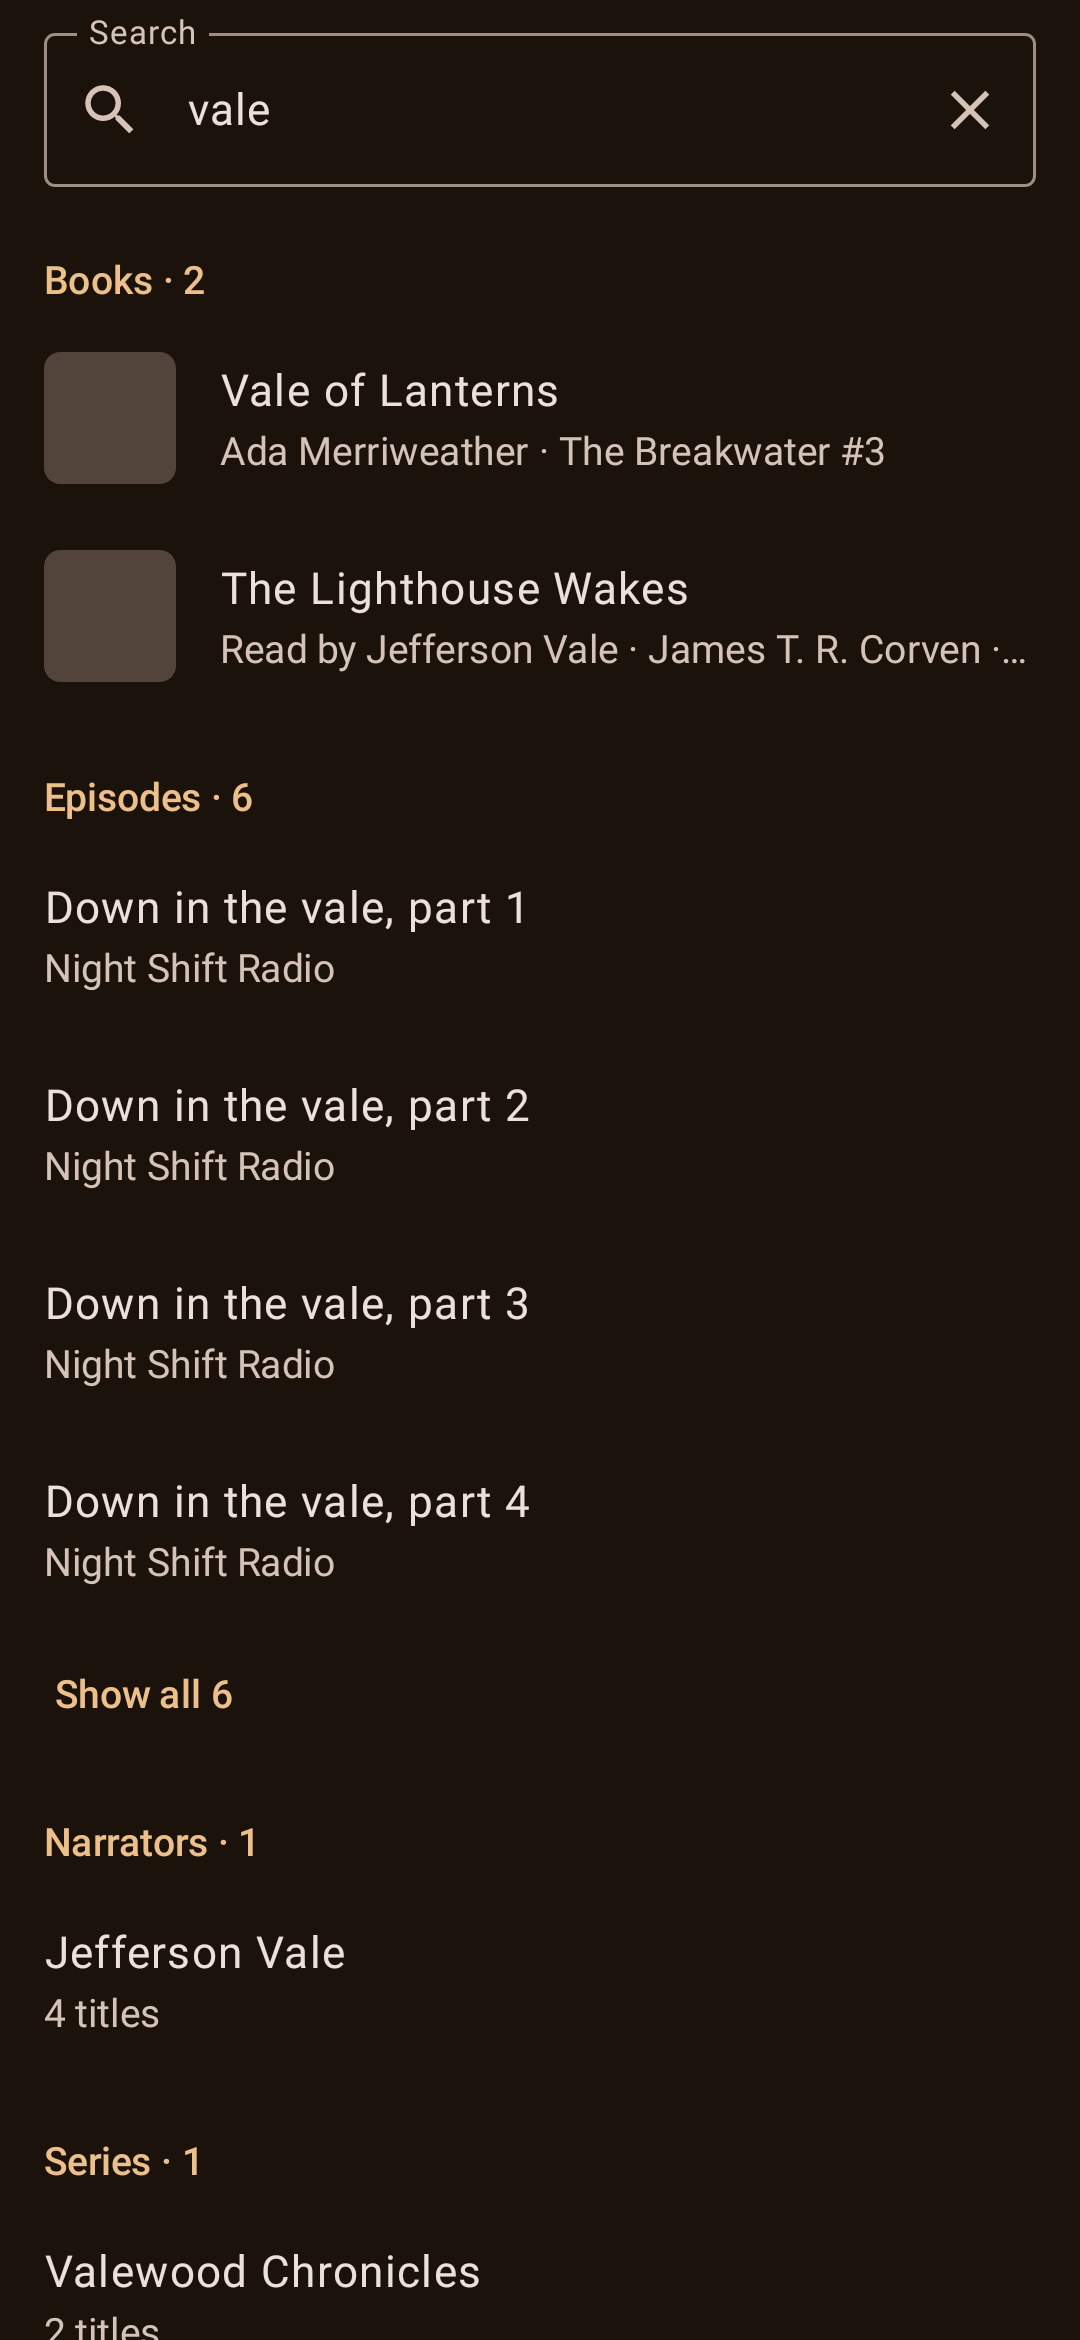 Search
vale
Books · 2
Vale of Lanterns
Ada Merriweather · The Breakwater #3
The Lighthouse Wakes
Read by Jefferson Vale · James T. R. Corven ·…
Episodes · 6
Down in the vale, part 1
Night Shift Radio
Down in the vale, part 2
Night Shift Radio
Down in the vale, part 3
Night Shift Radio
Down in the vale, part 4
Night Shift Radio
Show all 6
Narrators · 1
Jefferson Vale
4 titles
Series · 1
Valewood Chronicles
2 titles